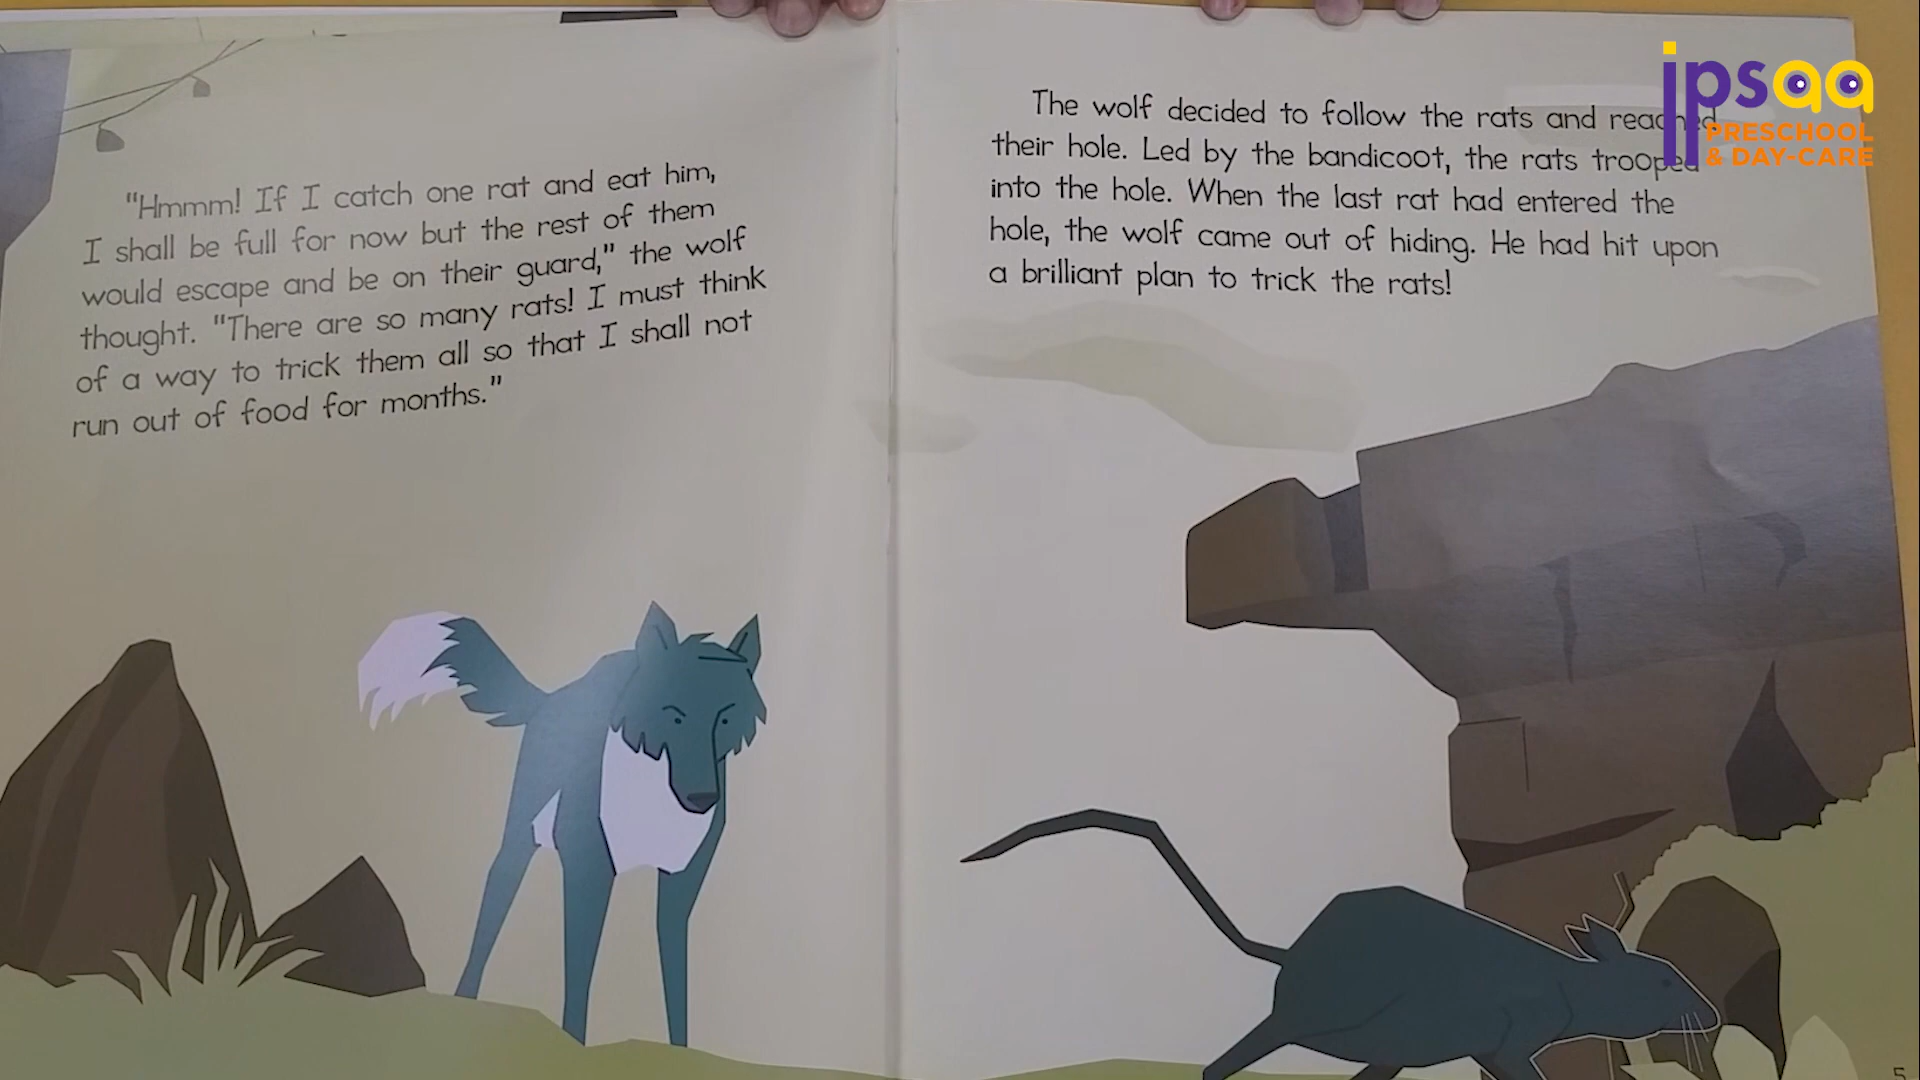 "Hmmm! If I catch one rat and eat him,
I shall be full for now but the rest of them
would escape and be on their guard," the wolf
thought. "There are so many rats! I must think
of a way to trick them all so that I shall not
run out of food for months."
The wolf decided to follow the rats and reached
their hole. Led by the bandicoot, the rats trooped
into the hole. When the last rat had entered the
hole, the wolf came out of hiding. He had hit upon
a brilliant plan to trick the rats!
ipsaa
PRESCHOOL
& DAY-CARE
5